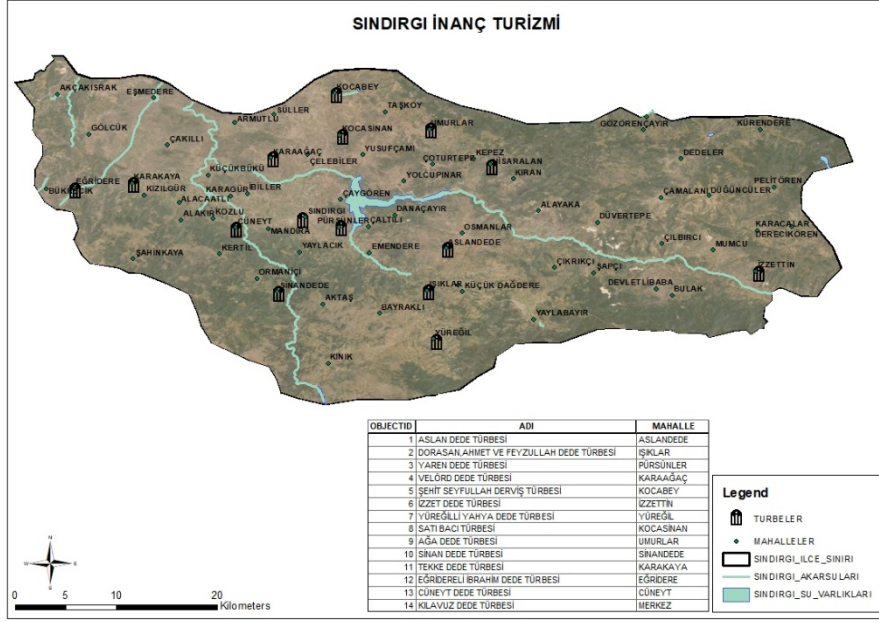 SINDIRGI İNANÇ TURİZMİ
KOCABEY
AKÇAKISRAK
EŞMEDERE
TAŞKÖY
SÜLLER
ARMUTLU
UMURLAR
GÖZÖRENÇAYIR
KÜRENDERE
GÖLCÜK
KOCASİNAN
ÇAKILLI
YUSUFÇAMI
KARAAĞAÇ
ÇELEBİLER
ÇOTURTEPE
KEPEZ
HİSARALAN
DEDELER
KÜÇÜKBÜKÜ
KIRAN
EĞRİDERE
KARAKAYA
YOLCUPINAR
PELİTÖREN
KIZILGÜR
KARAGÜR
BİLLER
ÇAYGÖREN
ÇAMALANI
DÜĞÜNCÜLER
ALACAATLI
ALAKIR
KOZLU
SINDIRGI
DANAÇAYIR
ALAYAKA
CÜNEYT
PÜRSÜNLER
ÇALTILI
DÜVERTEPE
MANDIRA
OSMANLAR
KARACALAR
DERECİKÖREN
ASLANDEDE
ÇILBIRCI
MUMCU
ŞAHİNKAYA
KERTİL
YAYLACIK
EMENDERE
İZZETTİN
ORMANİÇİ
ÇIKRIKÇI
ŞAPÇI
SİNANDEDE
IŞIKLAR
KÜÇÜK DAĞDERE
DEVLETLİBABA
BULAK
AKTAŞ
BAYRAKLI
YAYLABAYIR
YÜREĞİL
KINIK
OBJECTID ADI MAHALLE
1 ASLAN DEDE TÜRBESİ ASLANDEDE
2 DORASAN,AHMET VE FEYZULLAH DEDE TÜRBESİ IŞIKLAR
3 YAREN DEDE TÜRBESİ PÜRSÜNLER
4 VELÖRD DEDE TÜRBESİ KARAAĞAÇ
5 ŞEHİT SEYFULLAH DERVİŞ TÜRBESİ KOCABEY
6 İZZET DEDE TÜRBESİ İZZETTİN
7 YÜREĞİLLİ YAHYA DEDE TÜRBESİ YÜREĞİL
8 SATI BACI TÜRBESİ KOCASİNAN
9 AĞA DEDE TÜRBESİ UMURLAR
10 SİNAN DEDE TÜRBESİ SİNANDEDE
11 TEKKE DEDE TÜRBESİ KARAKAYA
12 EĞRİDERELİ İBRAHİM DEDE TÜRBESİ EĞRİDERE
13 CÜNEYT DEDE TÜRBESİ CÜNEYT
14 KILAVUZ DEDE TÜRBESİ MERKEZ
Legend
TURBELER
MAHALLELER
SINDIRGI_ILCE_SINIRI
SINDIRGI_AKARSULARI
SINDIRGI_SU_VARLIKLARI
N
W E
S
0 5 10 20
Kilometers